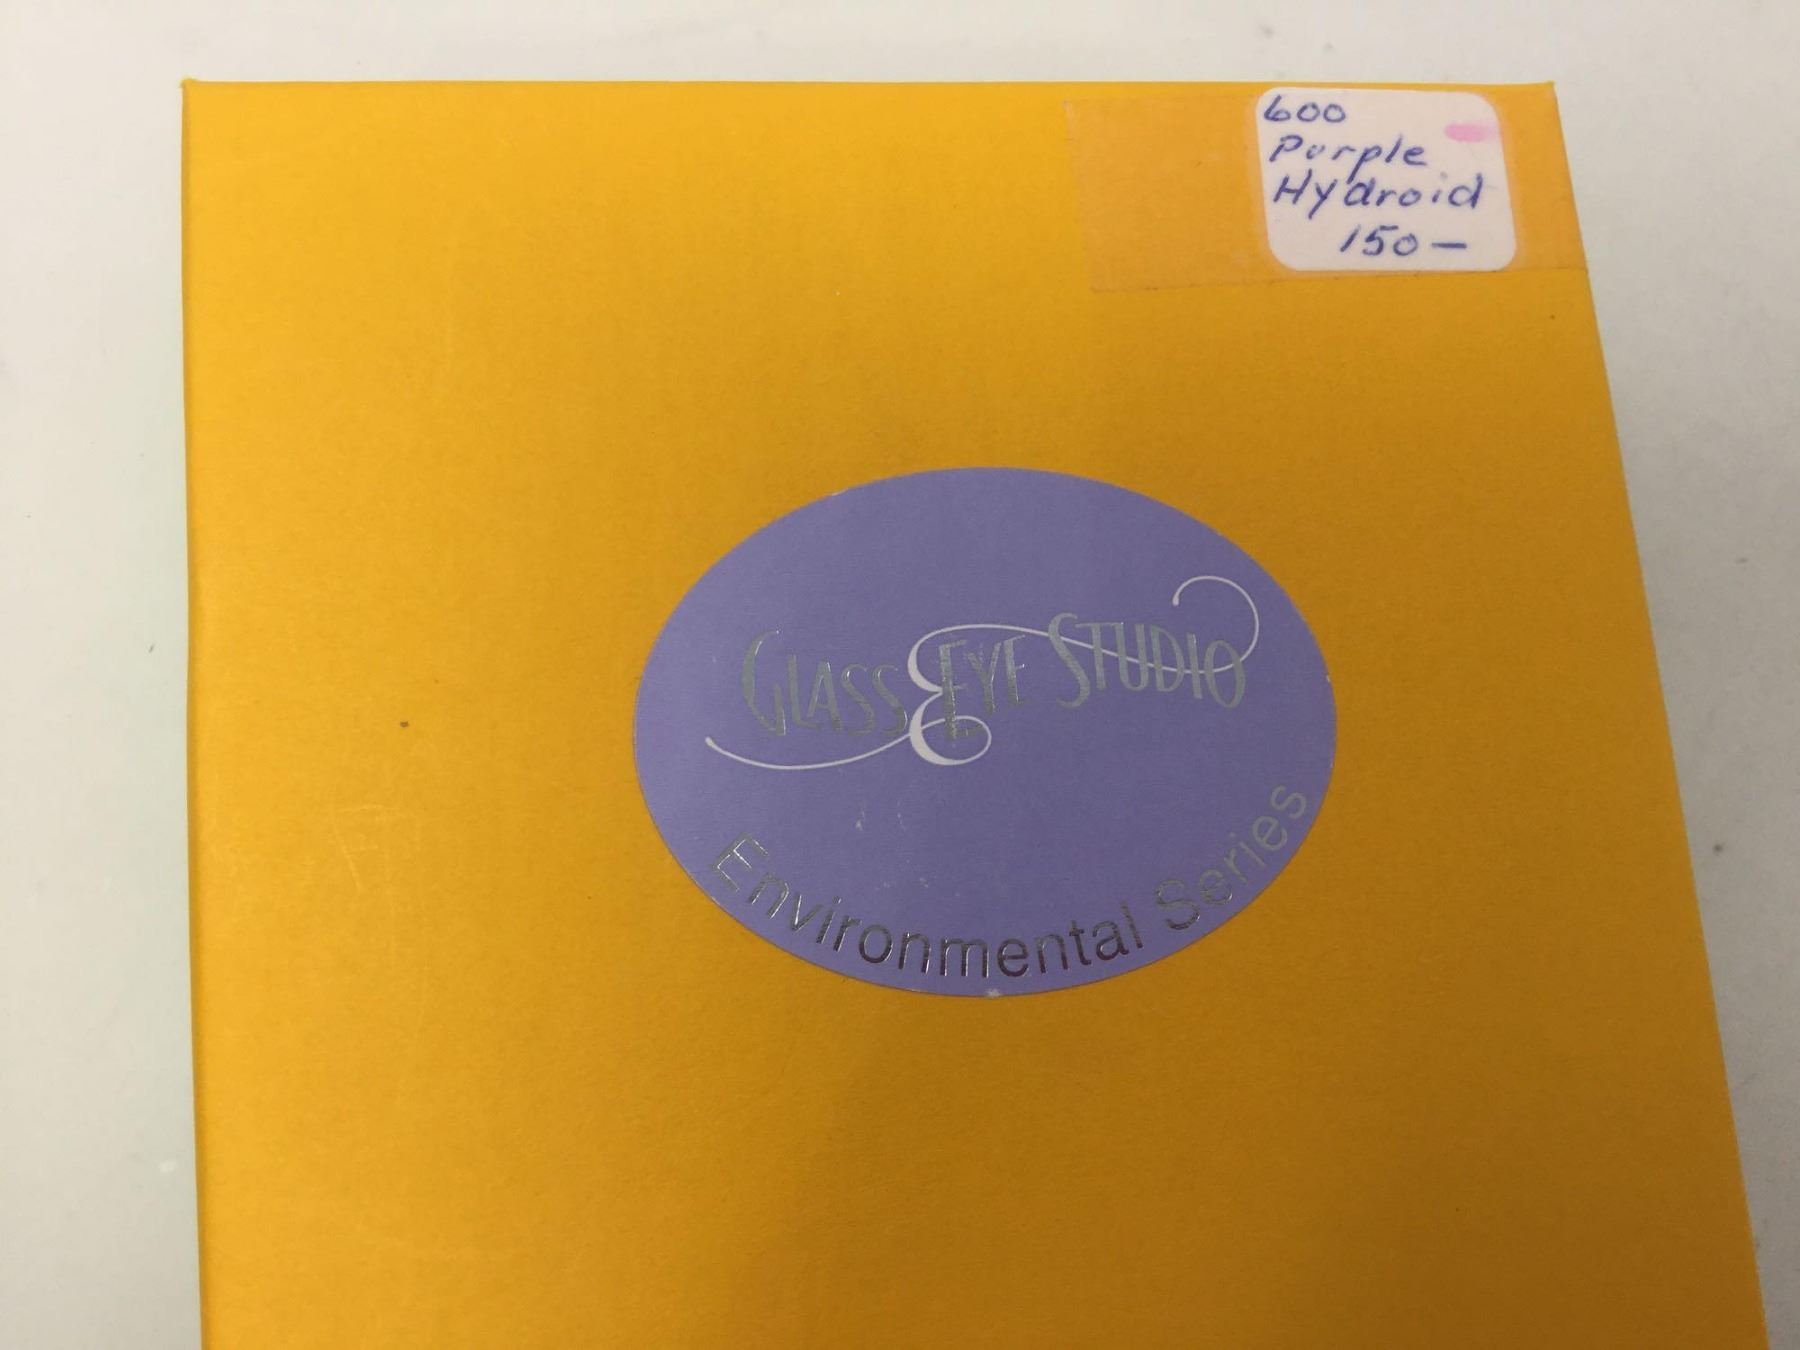 600
Purple
Hydroid
150—
GLASS EYE STUDIO
Environmental Series